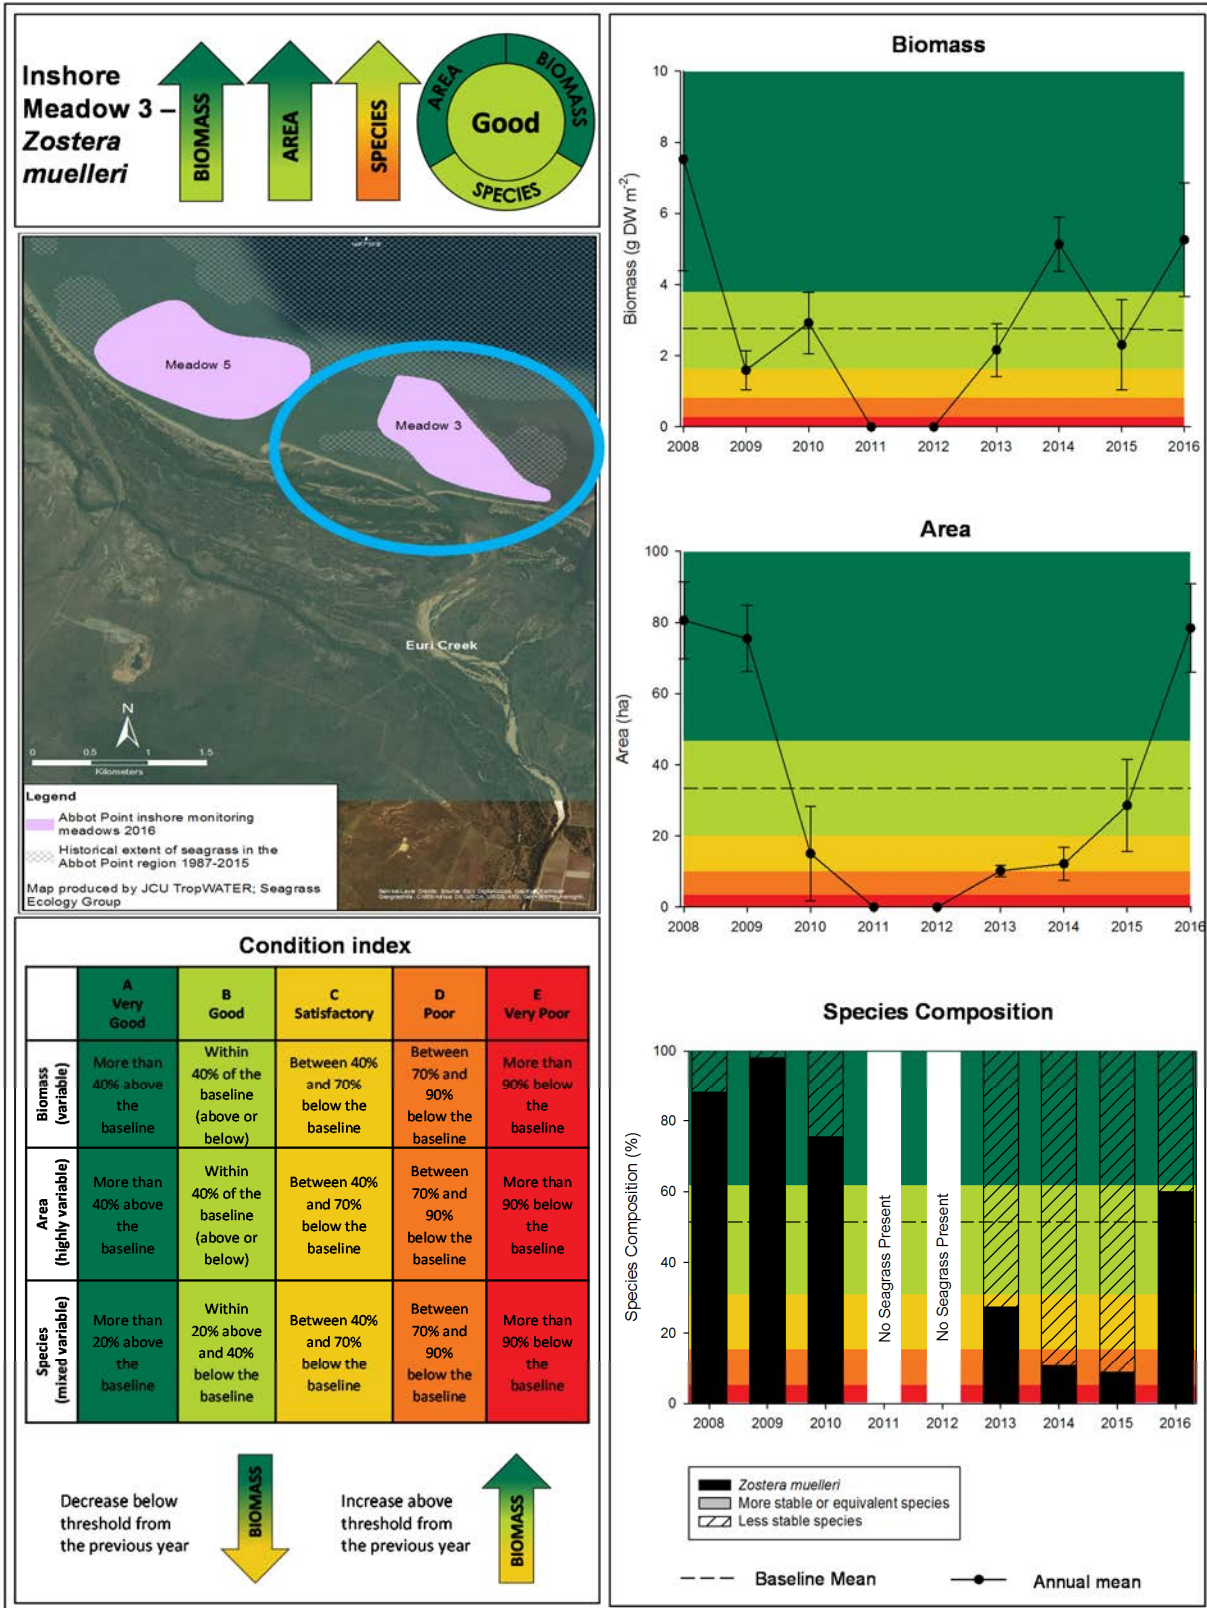 Inshore
Meadow 3 –
Zostera
muelleri
BIOMASS
AREA
SPECIES
AREA
BIOMASS
SPECIES
Good
Meadow 5
Meadow 3
Euri Creek
N
0 0.5 1 1.5
Kilometers
Legend
Abbot Point inshore monitoring
meadows 2016
Historical extent of seagrass in the
Abbot Point region 1987-2015
Map produced by JCU TropWATER; Seagrass
Ecology Group
Condition index
A
Very
Good
B
Good
C
Satisfactory
D
Poor
E
Very Poor
Biomass
(variable)
More than
40% above
the
baseline
Within
40% of the
baseline
(above or
below)
Between 40%
and 70%
below the
baseline
Between
70% and
90%
below the
baseline
More than
90% below
the
baseline
Area
(highly variable)
More than
40% above
the
baseline
Within
40% of the
baseline
(above or
below)
Between 40%
and 70%
below the
baseline
Between
70% and
90%
below the
baseline
More than
90% below
the
baseline
Species
(mixed variable)
More than
20% above
the
baseline
Within
20% above
and 40%
below the
baseline
Between 40%
and 70%
below the
baseline
Between
70% and
90%
below the
baseline
More than
90% below
the
baseline
Decrease below
threshold from
the previous year
BIOMASS
Increase above
threshold from
the previous year
BIOMASS
Biomass
Biomass (g DW m-2)
10
8
6
4
2
0
2008 2009 2010 2011 2012 2013 2014 2015 2016
Area
Area (ha)
100
80
60
40
20
0
2008 2009 2010 2011 2012 2013 2014 2015 2016
Species Composition
Species Composition (%)
100
80
60
40
20
0
No Seagrass Present
No Seagrass Present
2008 2009 2010 2011 2012 2013 2014 2015 2016
Zostera muelleri
More stable or equivalent species
Less stable species
Baseline Mean
Annual mean